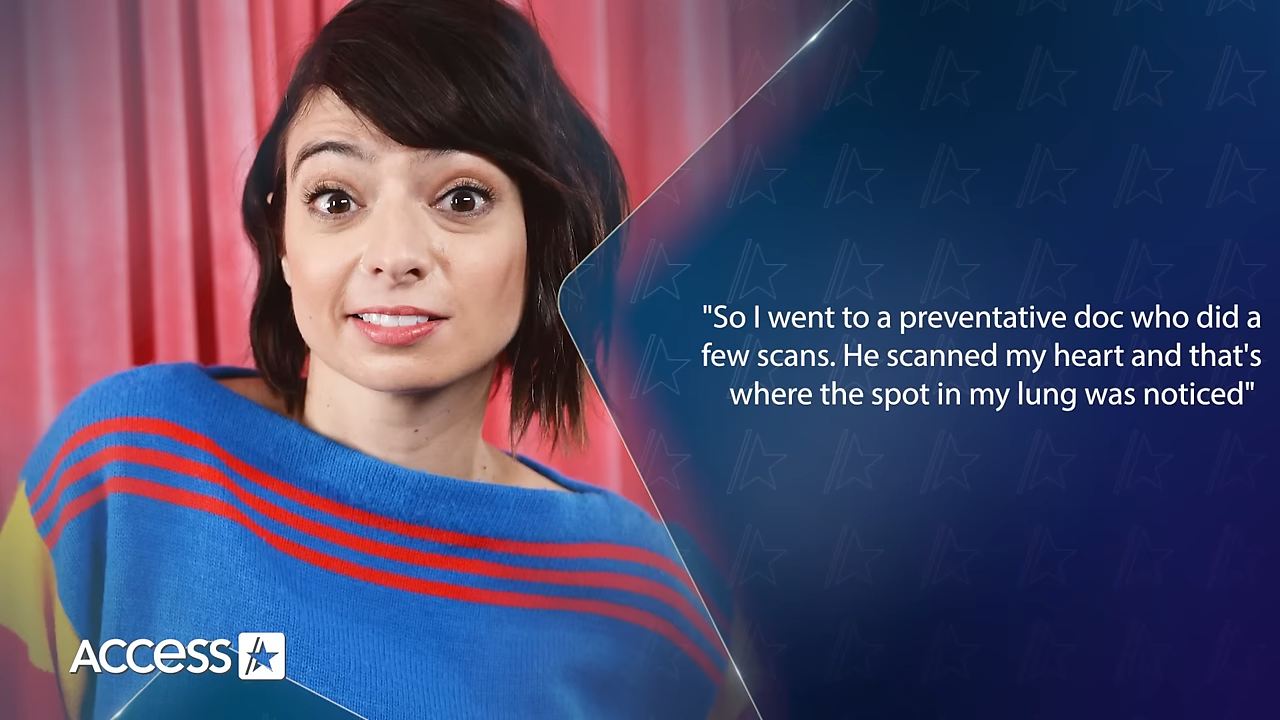 "So I went to a preventative doc who did a
few scans. He scanned my heart and that's
where the spot in my lung was noticed"
ACCESS